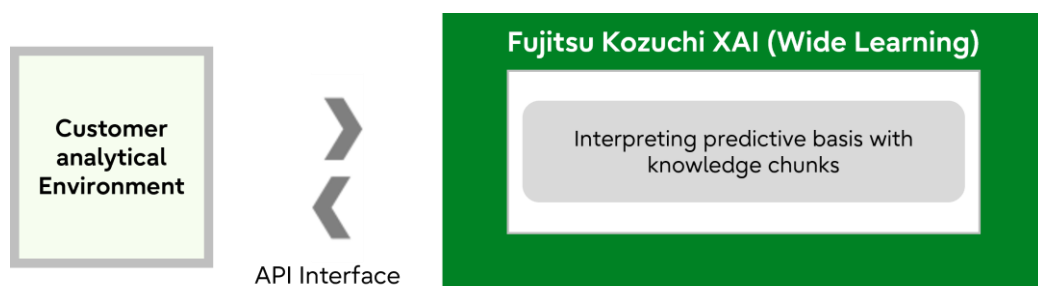 Customer
analytical
Environment
API Interface
Fujitsu Kozuchi XAI (Wide Learning)
Interpreting predictive basis with
knowledge chunks